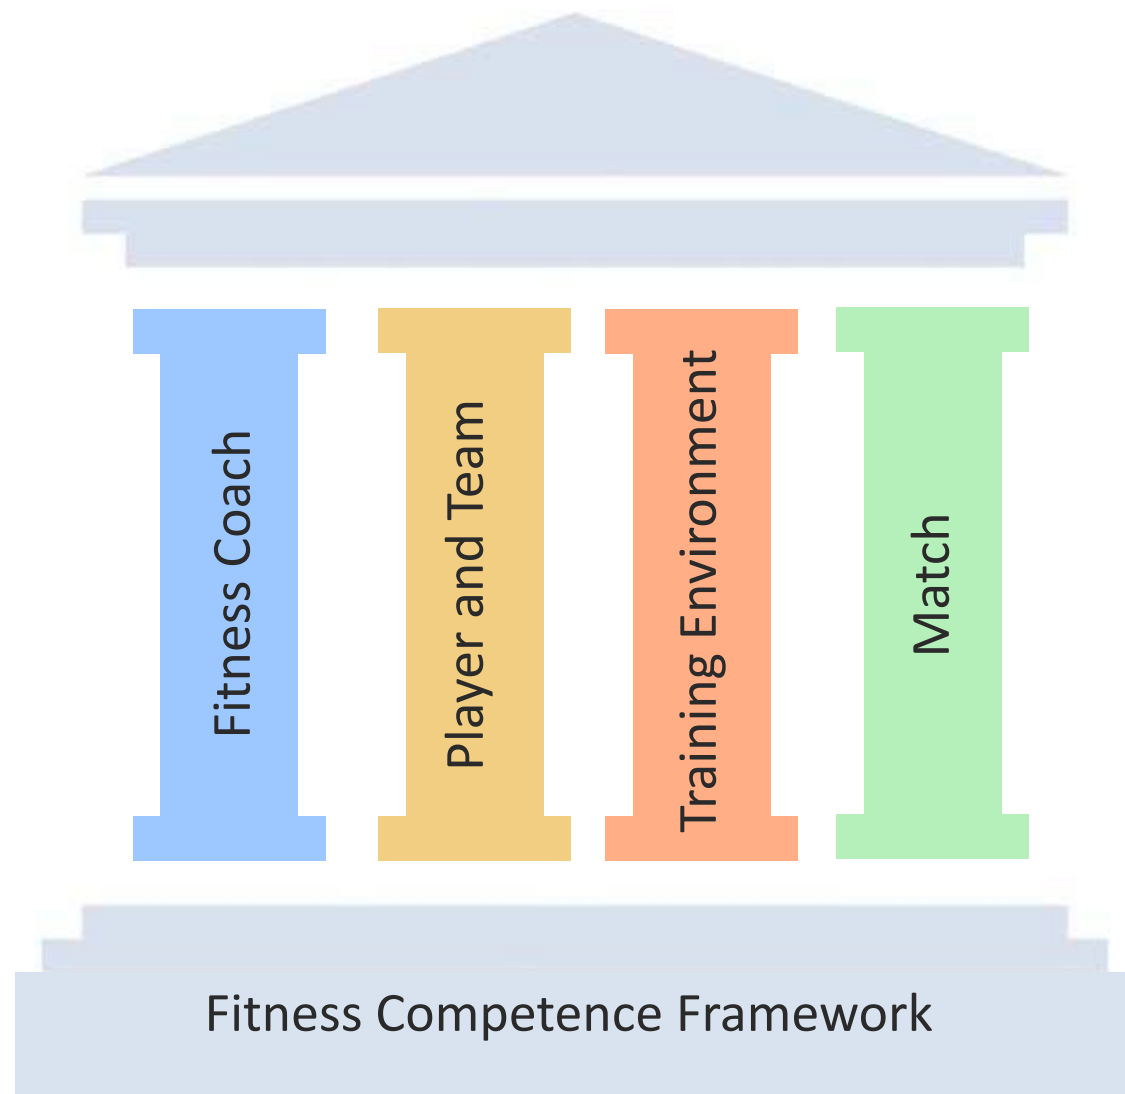 Fitness Coach
Player and Team
Training Environment
Match
Fitness Competence Framework